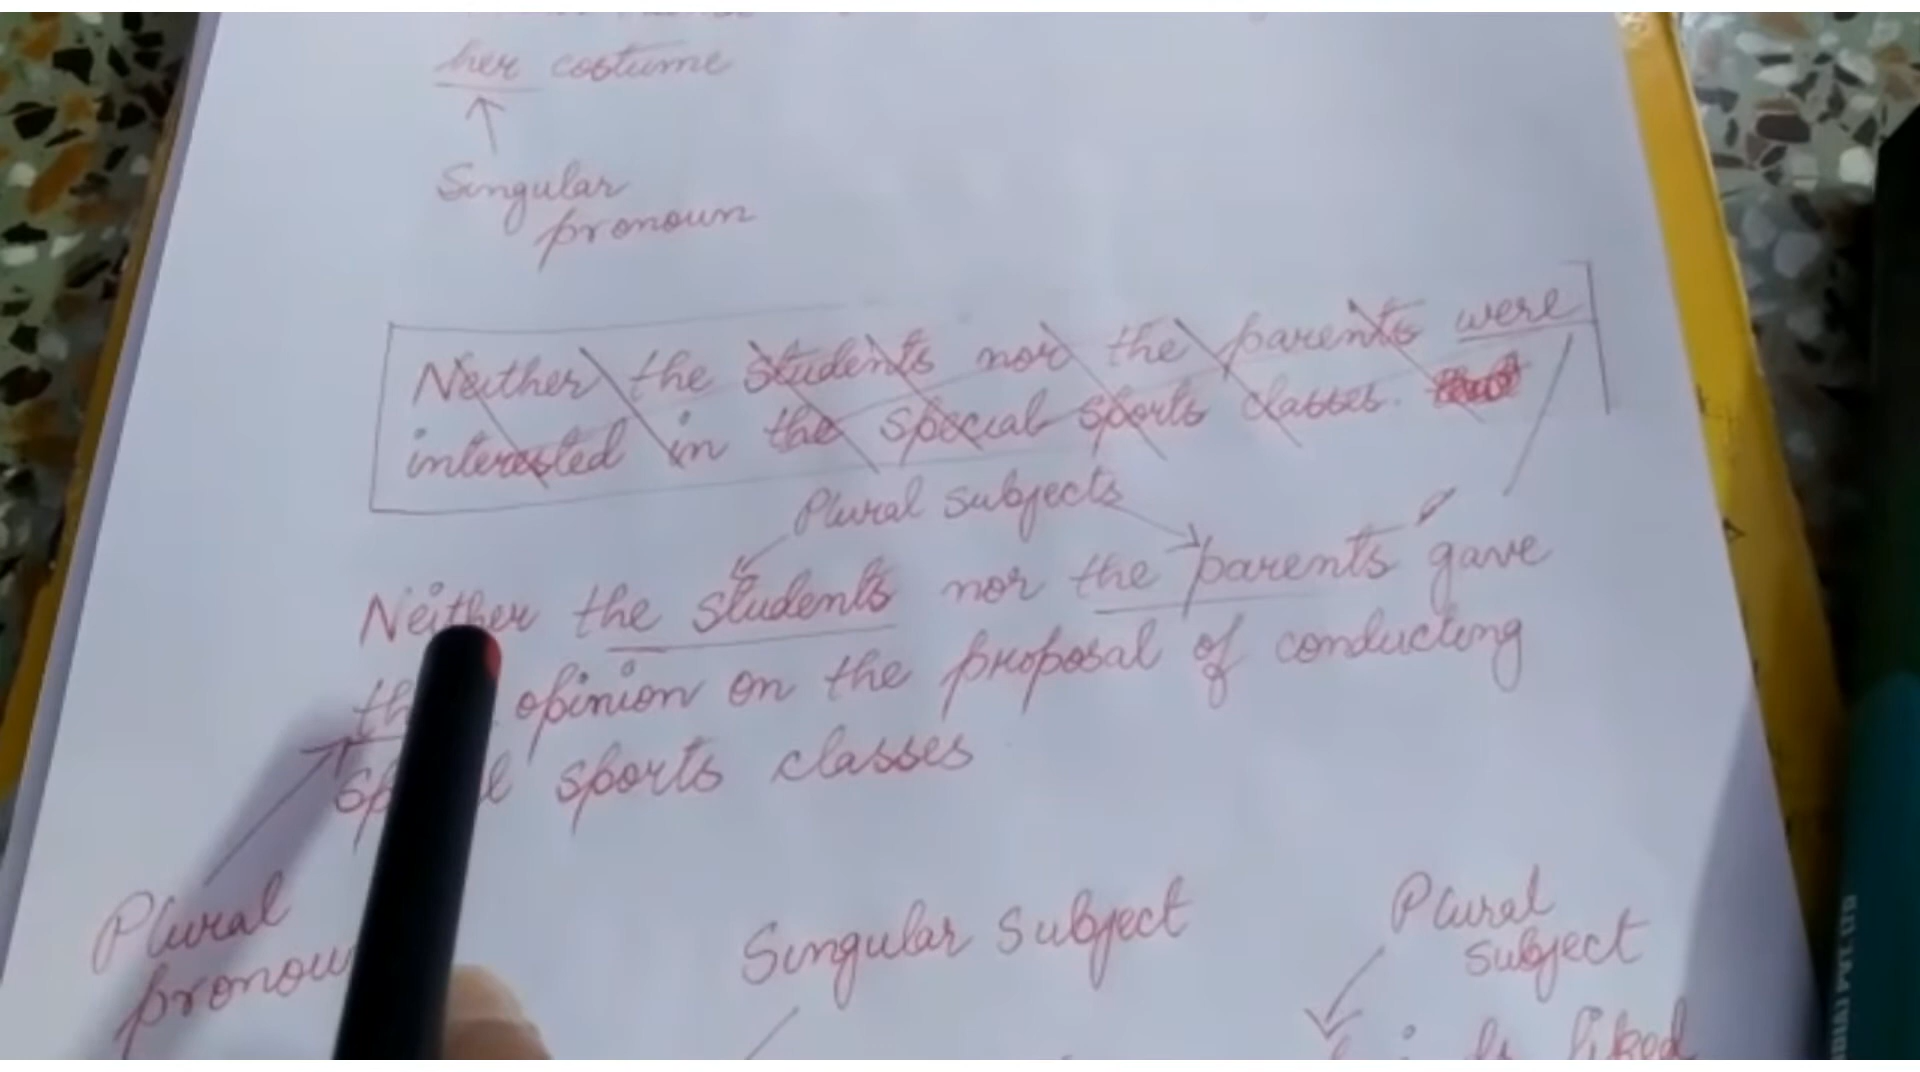 her costume
Singular
pronoun
Neither the students nor the parents were
interested in the special sports classes.
Plural subjects
Neither the students nor the parents gave
opinion on the proposal of conducting
sports classes
Plural
Singular Subject
Plural
subject
liked